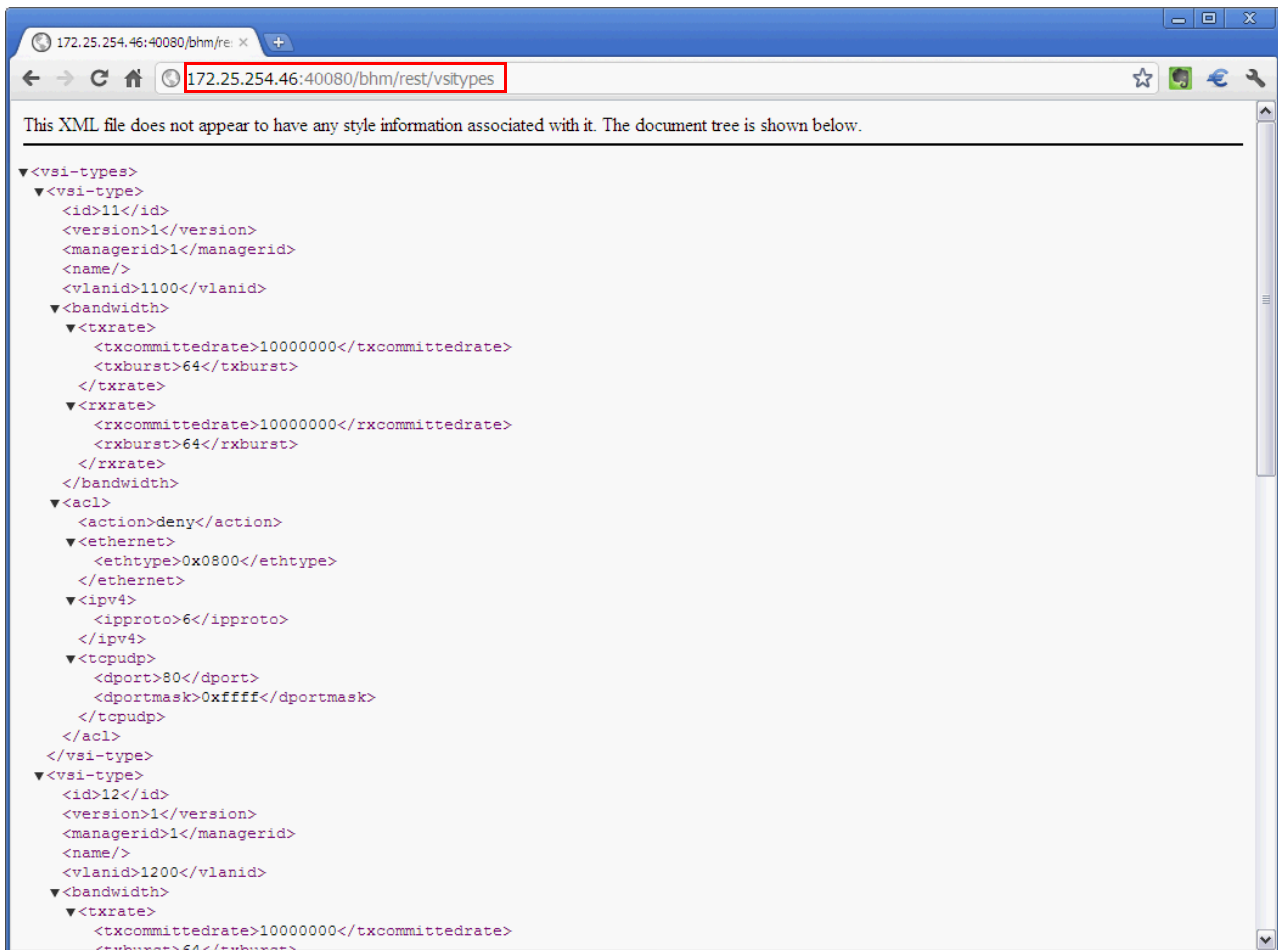 172.25.254.46:40080/bhm/re
172.25.254.46:40080/bhm/rest/vsitypes
This XML file does not appear to have any style information associated with it. The document tree is shown below.
▼<vsi-types>
▼<vsi-type>
<id>11</id>
<version>1</version>
<managerid>1</managerid>
<name/>
<vlanid>1100</vlanid>
▼<bandwidth>
▼<txrate>
<txcommittedrate>10000000</txcommittedrate>
<txburst>64</txburst>
</txrate>
▼<rxrate>
<rxcommittedrate>10000000</rxcommittedrate>
<rxburst>64</rxburst>
</rxrate>
</bandwidth>
▼<acl>
<action>deny</action>
▼<ethernet>
<ethtype>0x0800</ethtype>
</ethernet>
▼<ipv4>
<ipproto>6</ipproto>
</ipv4>
▼<tcpudp>
<dport>80</dport>
<dportmask>0xffff</dportmask>
</tcpudp>
</acl>
</vsi-type>
▼<vsi-type>
<id>12</id>
<version>1</version>
<managerid>1</managerid>
<name/>
<vlanid>1200</vlanid>
▼<bandwidth>
▼<txrate>
<txcommittedrate>10000000</txcommittedrate>
<txburst>64</txburst>